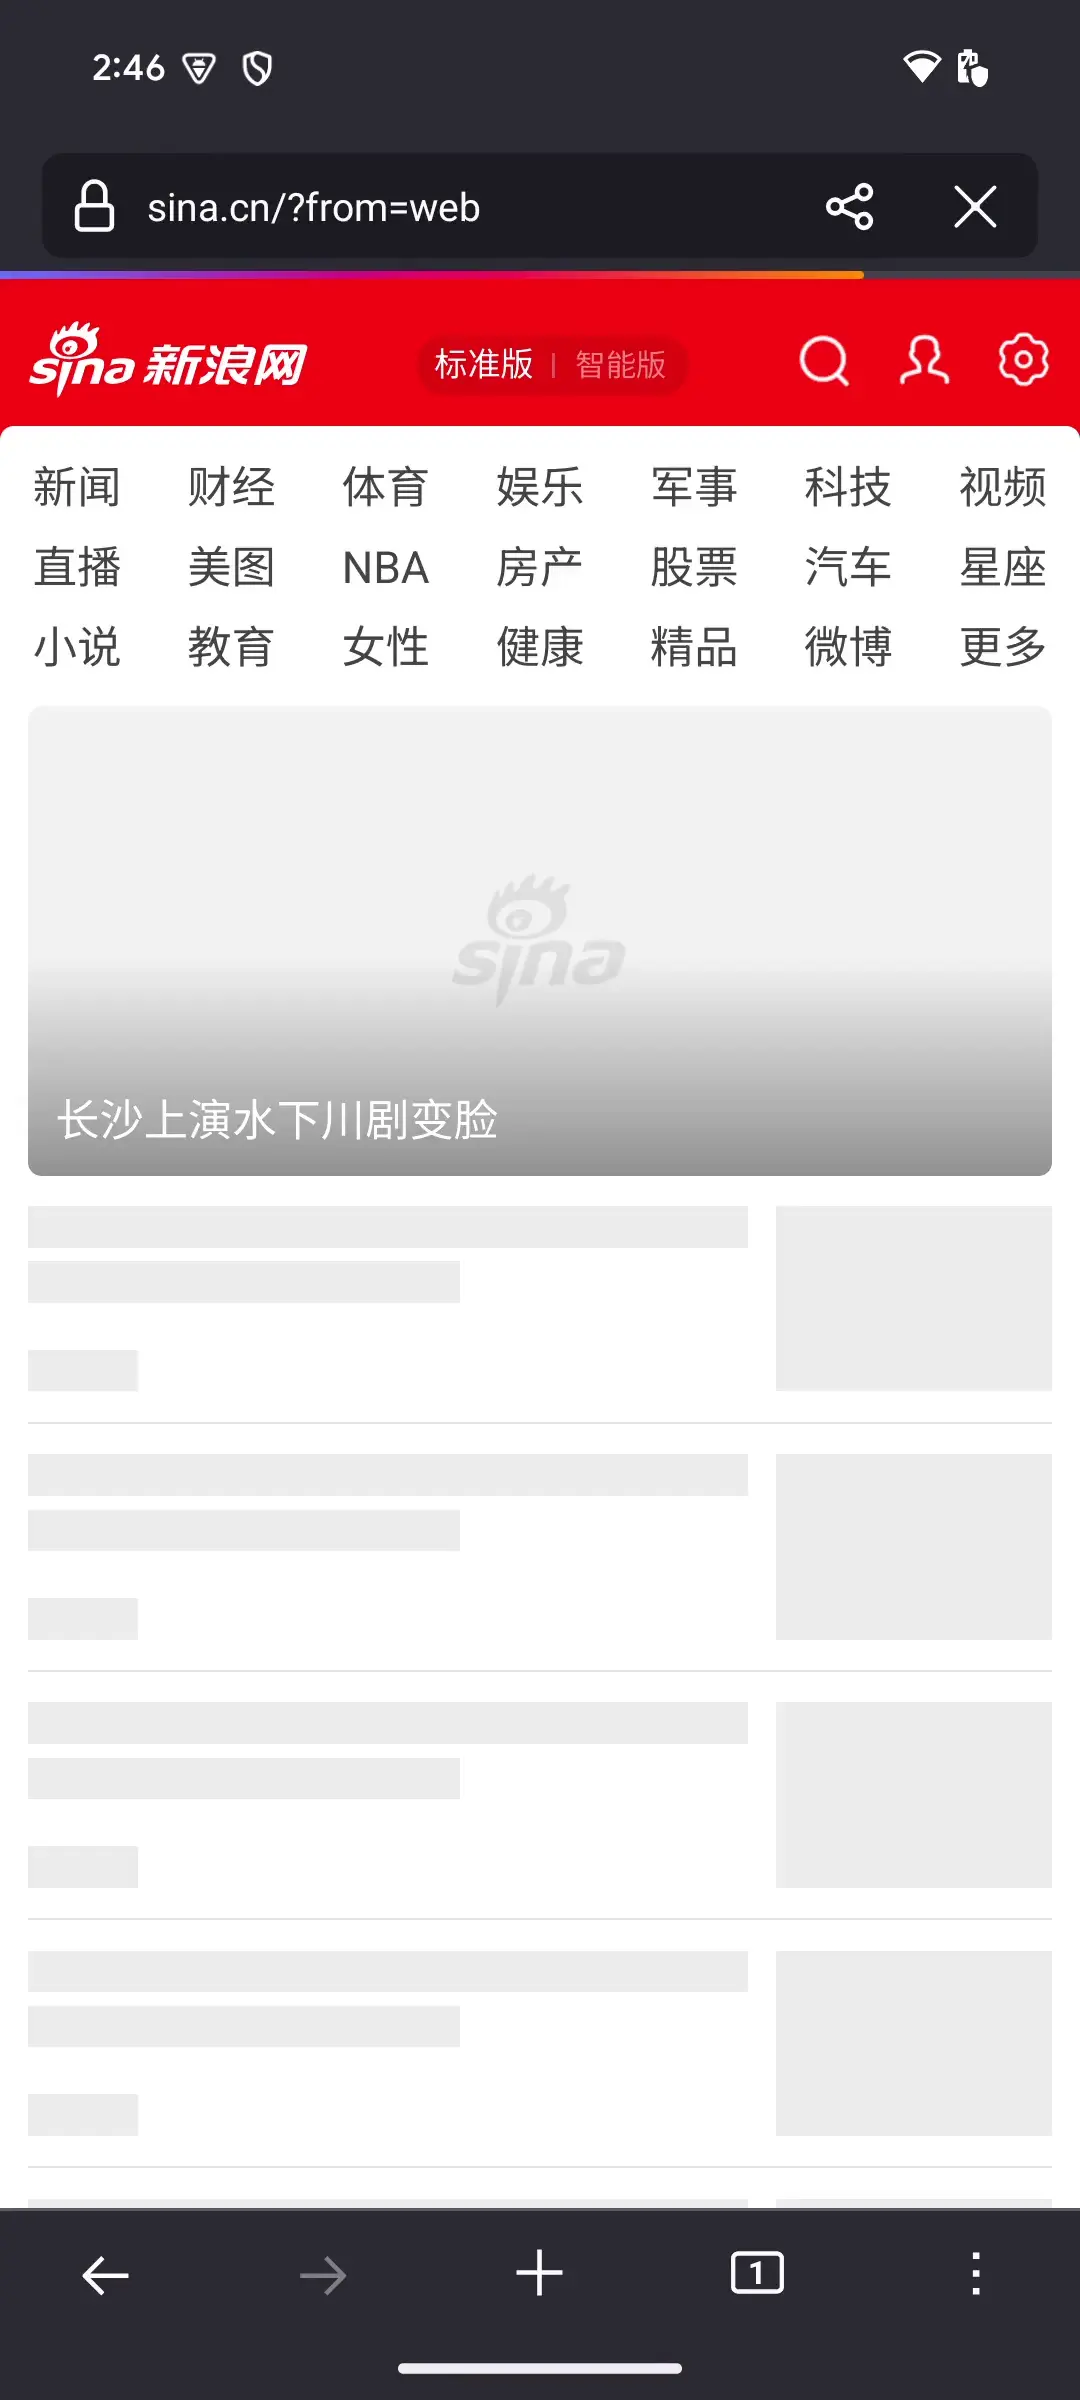 2:46
sina.cn/?from=web
sina 新浪网
标准版 | 智能版
新闻 财经 体育 娱乐 军事 科技 视频
直播 美图 NBA 房产 股票 汽车 星座
小说 教育 女性 健康 精品 微博 更多
sina
长沙上演水下川剧变脸
1